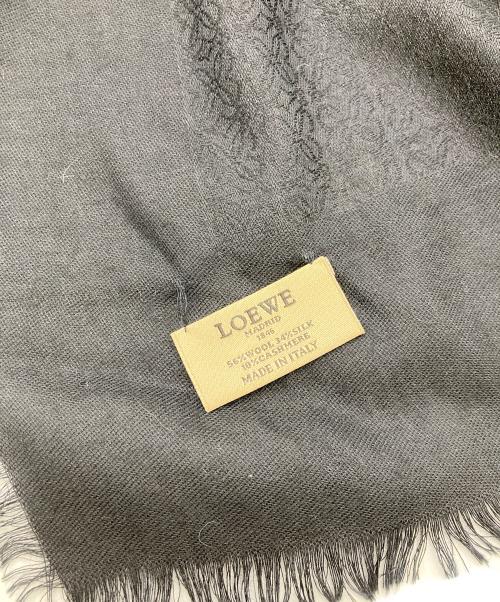 LOEWE
MADRID
1846
56%WOOL 34%SILK
10%CASHMERE
MADE IN ITALY